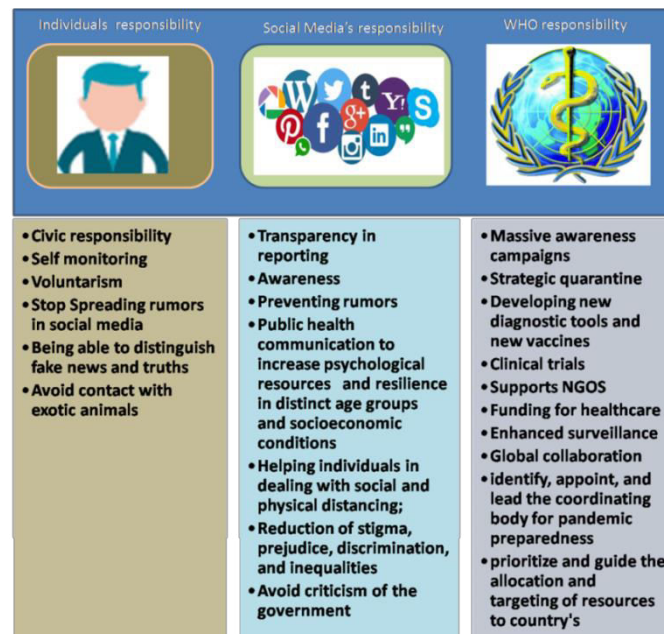 Individuals responsibility
Social Media's responsibility
WHO responsibility
•Civic responsibility
•Self monitoring
•Voluntarism
•Stop Spreading rumors
in social media
•Being able to distinguish
fake news and truths
•Avoid contact with
exotic animals
•Transparency in
reporting
•Awareness
•Preventing rumors
•Public health
communication to
increase psychological
resources and resilience
in distinct age groups
and socioeconomic
conditions
•Helping individuals in
dealing with social and
physical distancing;
•Reduction of stigma,
prejudice, discrimination,
and inequalities
•Avoid criticism of the
government
•Massive awareness
campaigns
•Strategic quarantine
•Developing new
diagnostic tools and
new vaccines
•Clinical trials
•Supports NGOS
•Funding for healthcare
•Enhanced surveillance
•Global collaboration
•identify, appoint, and
lead the coordinating
body for pandemic
preparedness
•prioritize and guide the
allocation and
targeting of resources
to country's